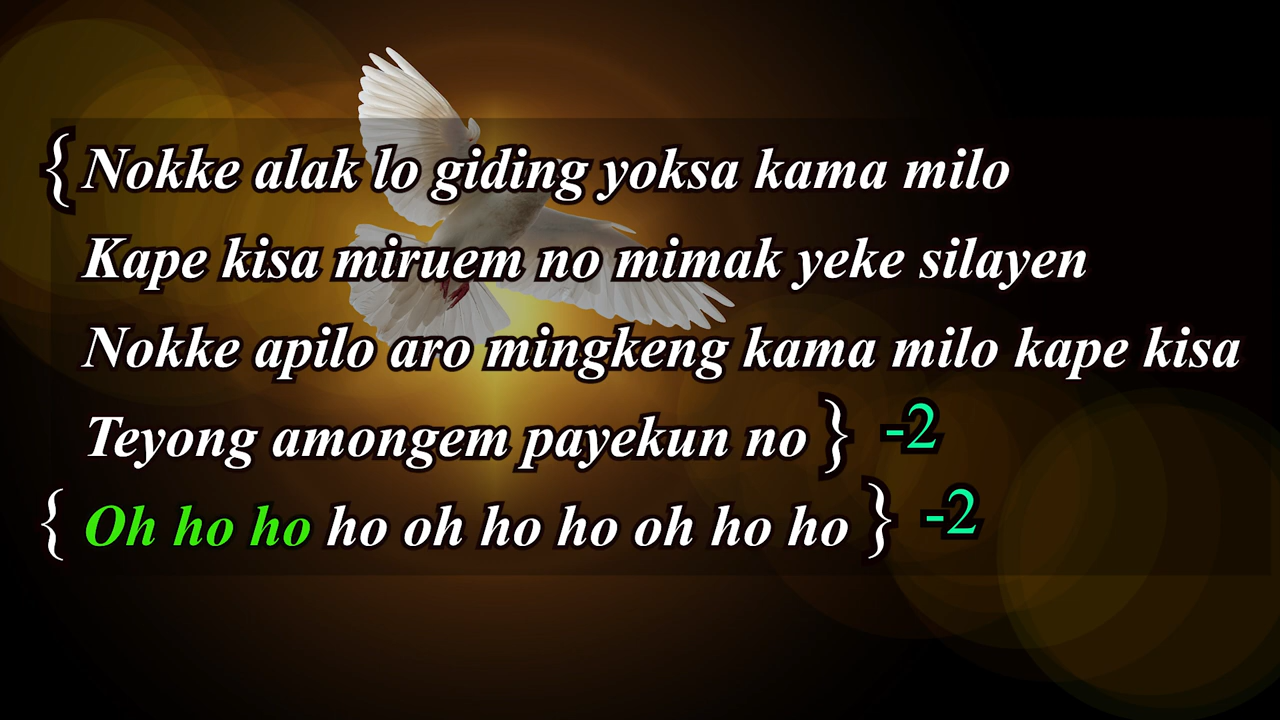 { Nokke alak lo giding yoksa kama milo
Kape kisa miruem no mimak yeke silayen
Nokke apilo aro mingkeng kama milo kape kisa
Teyong amongem payekun no } -2
{ Oh ho ho ho oh ho ho oh ho ho } -2